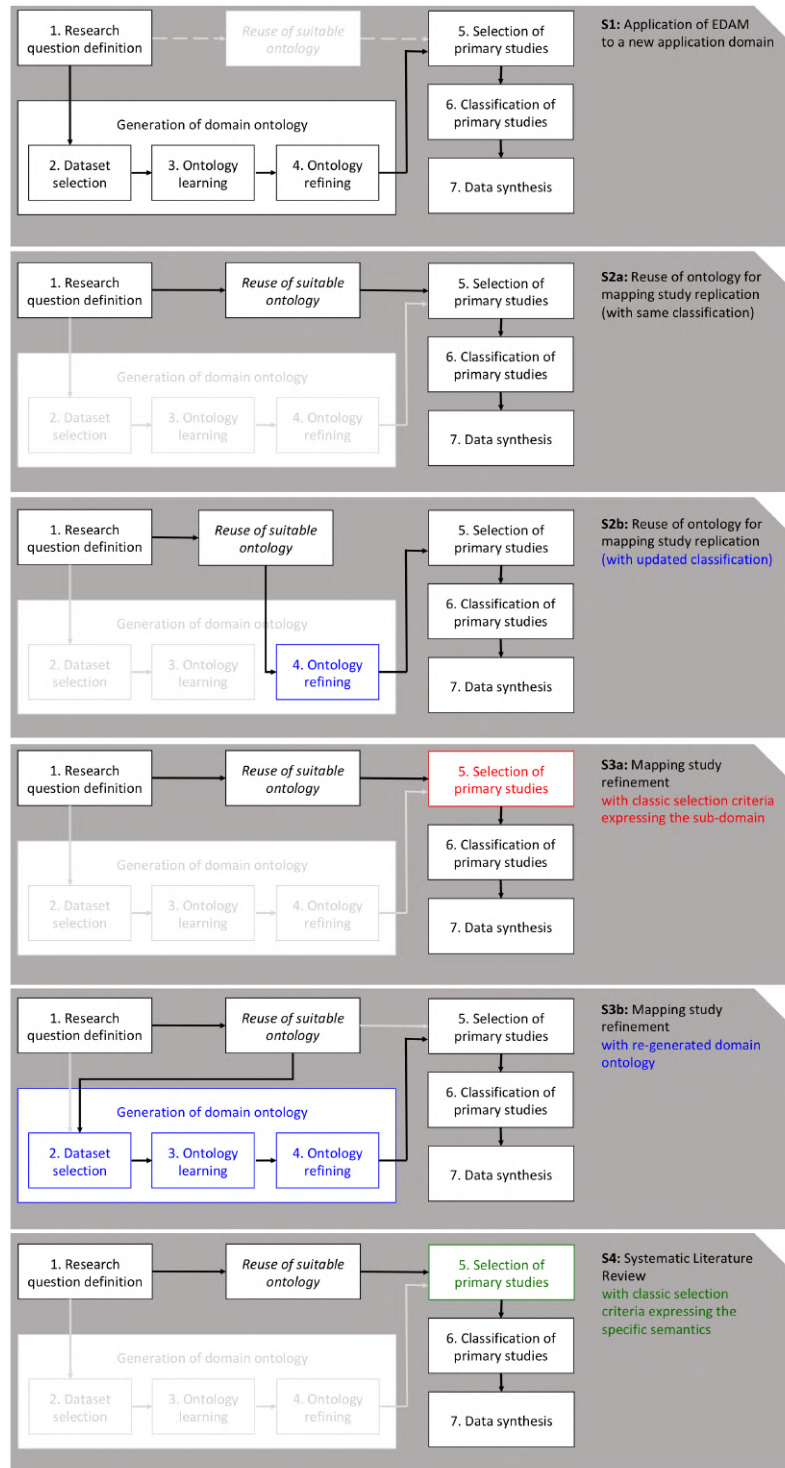 1. Research
question definition
Reuse of suitable
ontology
5. Selection of
primary studies
S1: Application of EDAM
to a new application domain
Generation of domain ontology
2. Dataset
selection
3. Ontology
learning
4. Ontology
refining
6. Classification of
primary studies
7. Data synthesis
1. Research
question definition
Reuse of suitable
ontology
5. Selection of
primary studies
S2a: Reuse of ontology for
mapping study replication
(with same classification)
Generation of domain ontology
2. Dataset
selection
3. Ontology
learning
4. Ontology
refining
6. Classification of
primary studies
7. Data synthesis
1. Research
question definition
Reuse of suitable
ontology
5. Selection of
primary studies
S2b: Reuse of ontology for
mapping study replication
(with updated classification)
Generation of domain ontology
2. Dataset
selection
3. Ontology
learning
4. Ontology
refining
6. Classification of
primary studies
7. Data synthesis
1. Research
question definition
Reuse of suitable
ontology
5. Selection of
primary studies
S3a: Mapping study
refinement
with classic selection criteria
expressing the sub-domain
Generation of domain ontology
2. Dataset
selection
3. Ontology
learning
4. Ontology
refining
6. Classification of
primary studies
7. Data synthesis
1. Research
question definition
Reuse of suitable
ontology
5. Selection of
primary studies
S3b: Mapping study
refinement
with re-generated domain
ontology
Generation of domain ontology
2. Dataset
selection
3. Ontology
learning
4. Ontology
refining
6. Classification of
primary studies
7. Data synthesis
1. Research
question definition
Reuse of suitable
ontology
5. Selection of
primary studies
S4: Systematic Literature
Review
with classic selection
criteria expressing the
specific semantics
Generation of domain ontology
2. Dataset
selection
3. Ontology
learning
4. Ontology
refining
6. Classification of
primary studies
7. Data synthesis